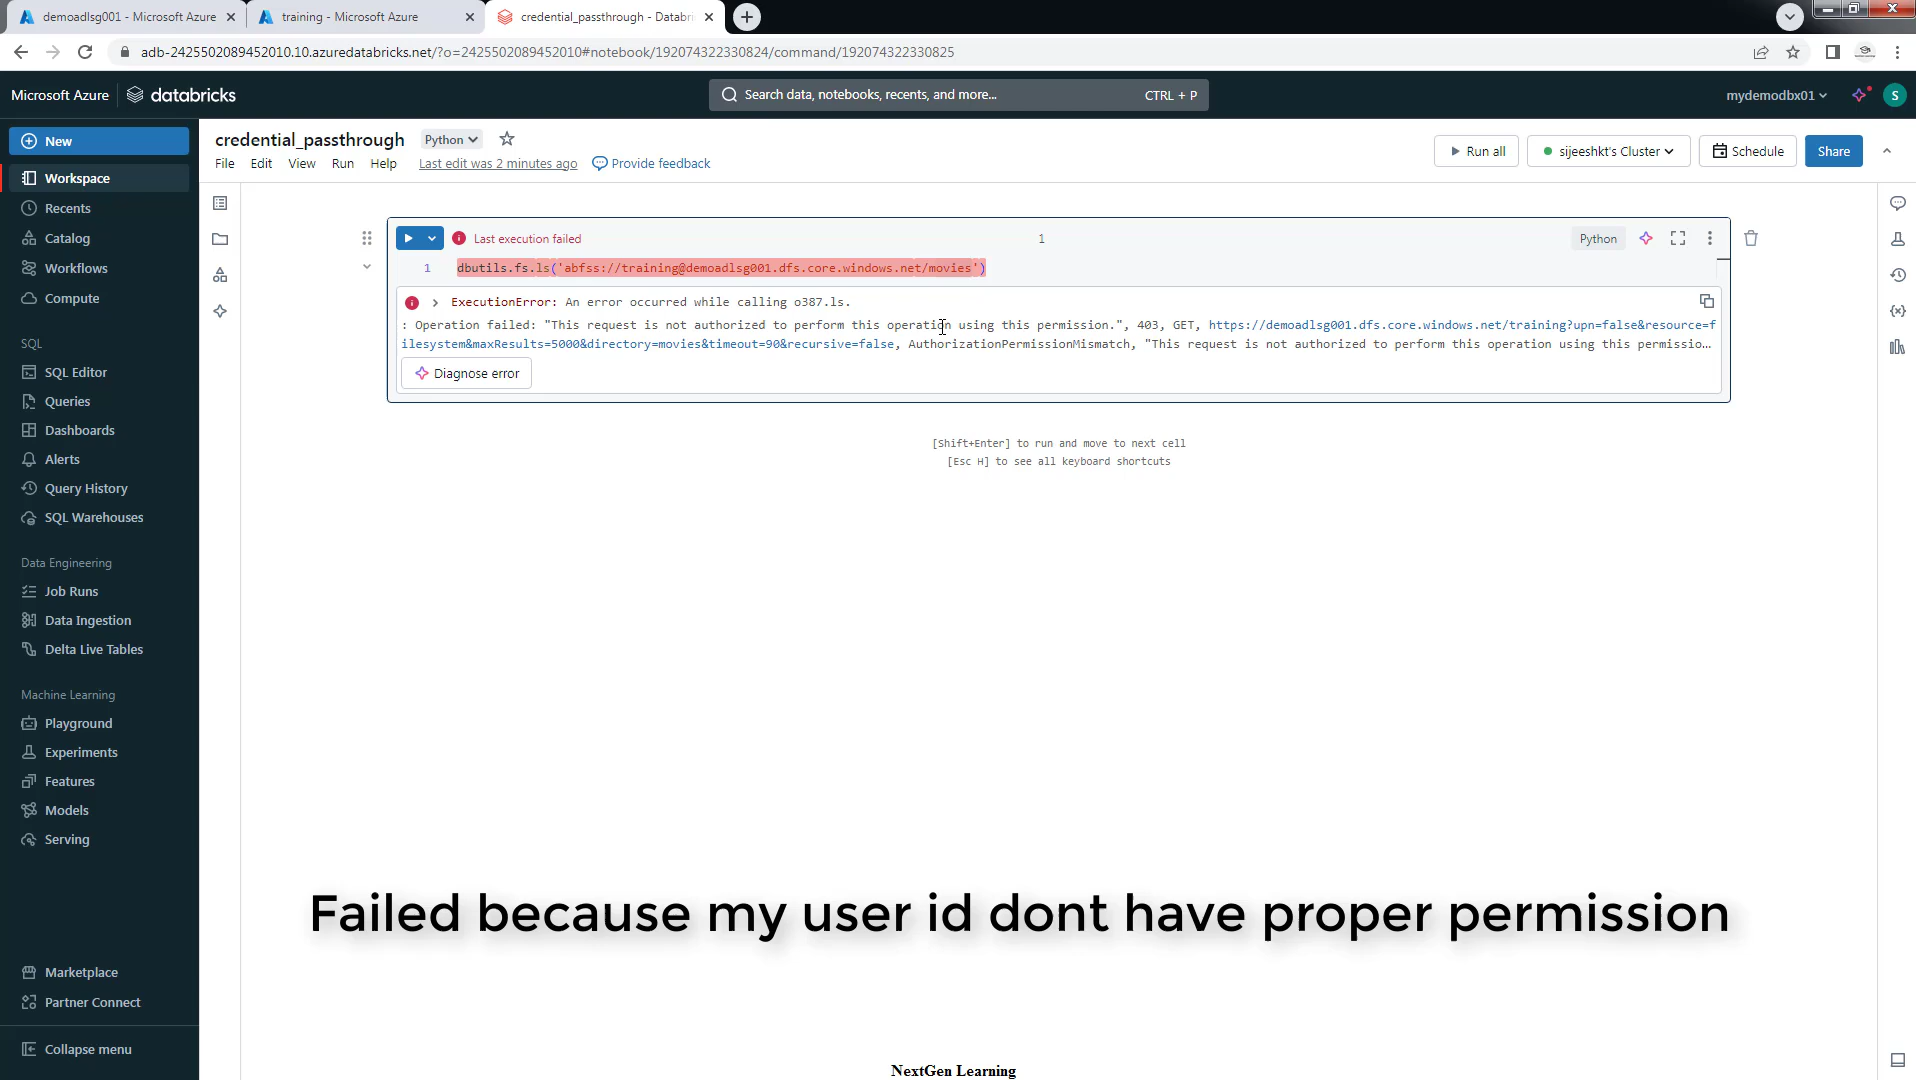 demoadlsg001 - Microsoft Azure
training - Microsoft Azure
credential_passthrough - Databri
adb-2425502089452010.10.azuredatabricks.net/?o=2425502089452010#notebook/192074322330824/command/192074322330825
Microsoft Azure
databricks
Search data, notebooks, recents, and more...
CTRL + P
mydemodbx01
S
New
Workspace
Recents
Catalog
Workflows
Compute
SQL
SQL Editor
Queries
Dashboards
Alerts
Query History
SQL Warehouses
Data Engineering
Job Runs
Data Ingestion
Delta Live Tables
Machine Learning
Playground
Experiments
Features
Models
Serving
Marketplace
Partner Connect
Collapse menu
credential_passthrough
Python
File
Edit
View
Run
Help
Last edit was 2 minutes ago
Provide feedback
Run all
sijeeshkt's Cluster
Schedule
Share
Last execution failed
1
Python
1
dbutils.fs.ls('abfss://training@demoadlsg001.dfs.core.windows.net/movies')
ExecutionError: An error occurred while calling o387.ls.
: Operation failed: "This request is not authorized to perform this operation using this permission.", 403, GET, https://demoadlsg001.dfs.core.windows.net/training?upn=false&resource=f
ilesystem&maxResults=5000&directory=movies&timeout=90&recursive=false, AuthorizationPermissionMismatch, "This request is not authorized to perform this operation using this permissio...
Diagnose error
[Shift+Enter] to run and move to next cell
[Esc H] to see all keyboard shortcuts
Failed because my user id dont have proper permission
NextGen Learning